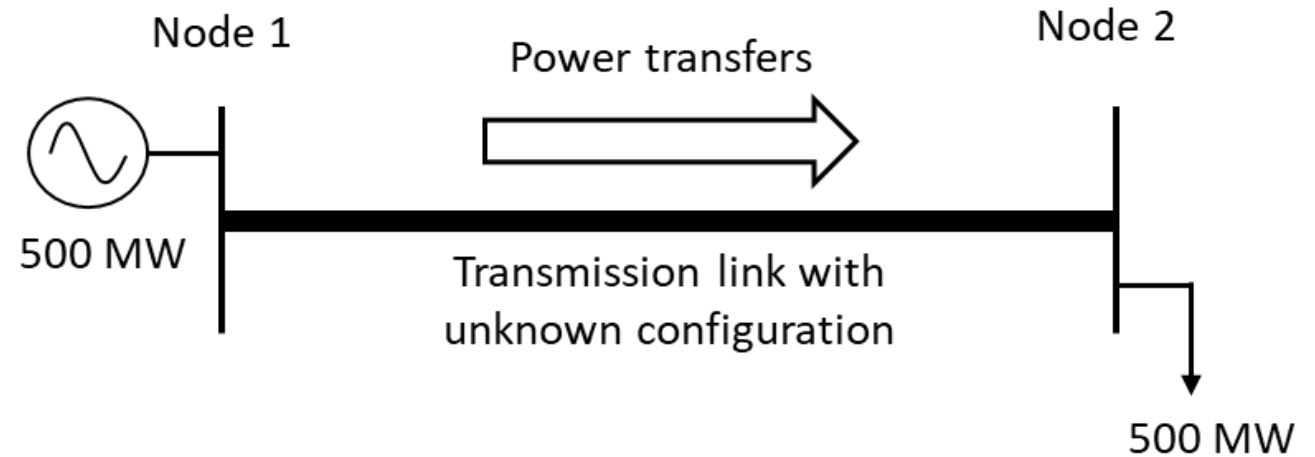 Node 1
Node 2
Power transfers
500 MW
Transmission link with
unknown configuration
500 MW